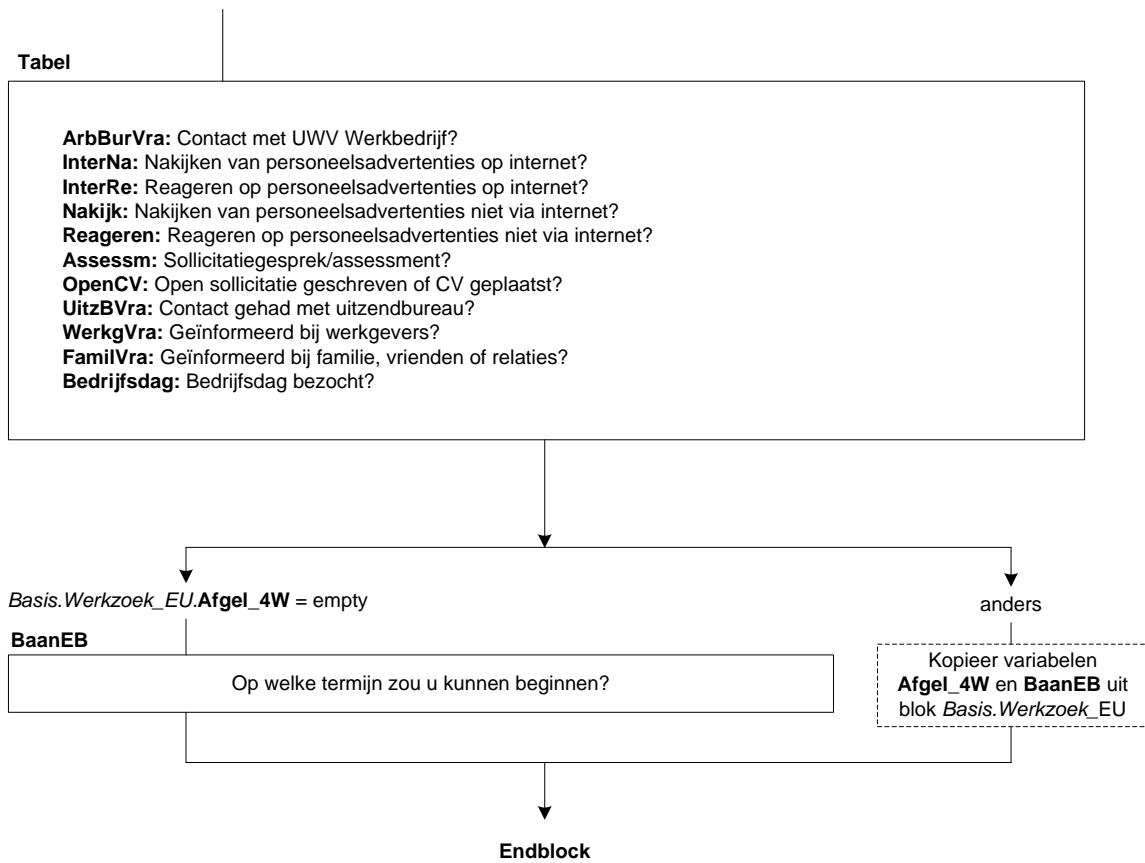 Tabel
ArbBurVra: Contact met UWV Werkbedrijf?
InterNa: Nakijken van personeelsadvertenties op internet?
InterRe: Reageren op personeelsadvertenties op internet?
Nakijk: Nakijken van personeelsadvertenties niet via internet?
Reageren: Reageren op personeelsadvertenties niet via internet?
Assessm: Sollicitatiegesprek/assessment?
OpenCV: Open sollicitatie geschreven of CV geplaatst?
UitzBVra: Contact gehad met uitzendbureau?
WerkgVra: Geïnformeerd bij werkgevers?
FamilVra: Geïnformeerd bij familie, vrienden of relaties?
Bedrijfsdag: Bedrijfsdag bezocht?
Basis.Werkzoek_EU.Afgel_4W = empty
anders
BaanEB
Op welke termijn zou u kunnen beginnen?
Kopieer variabelen
Afgel_4W en BaanEB uit
blok Basis.Werkzoek_EU
Endblock